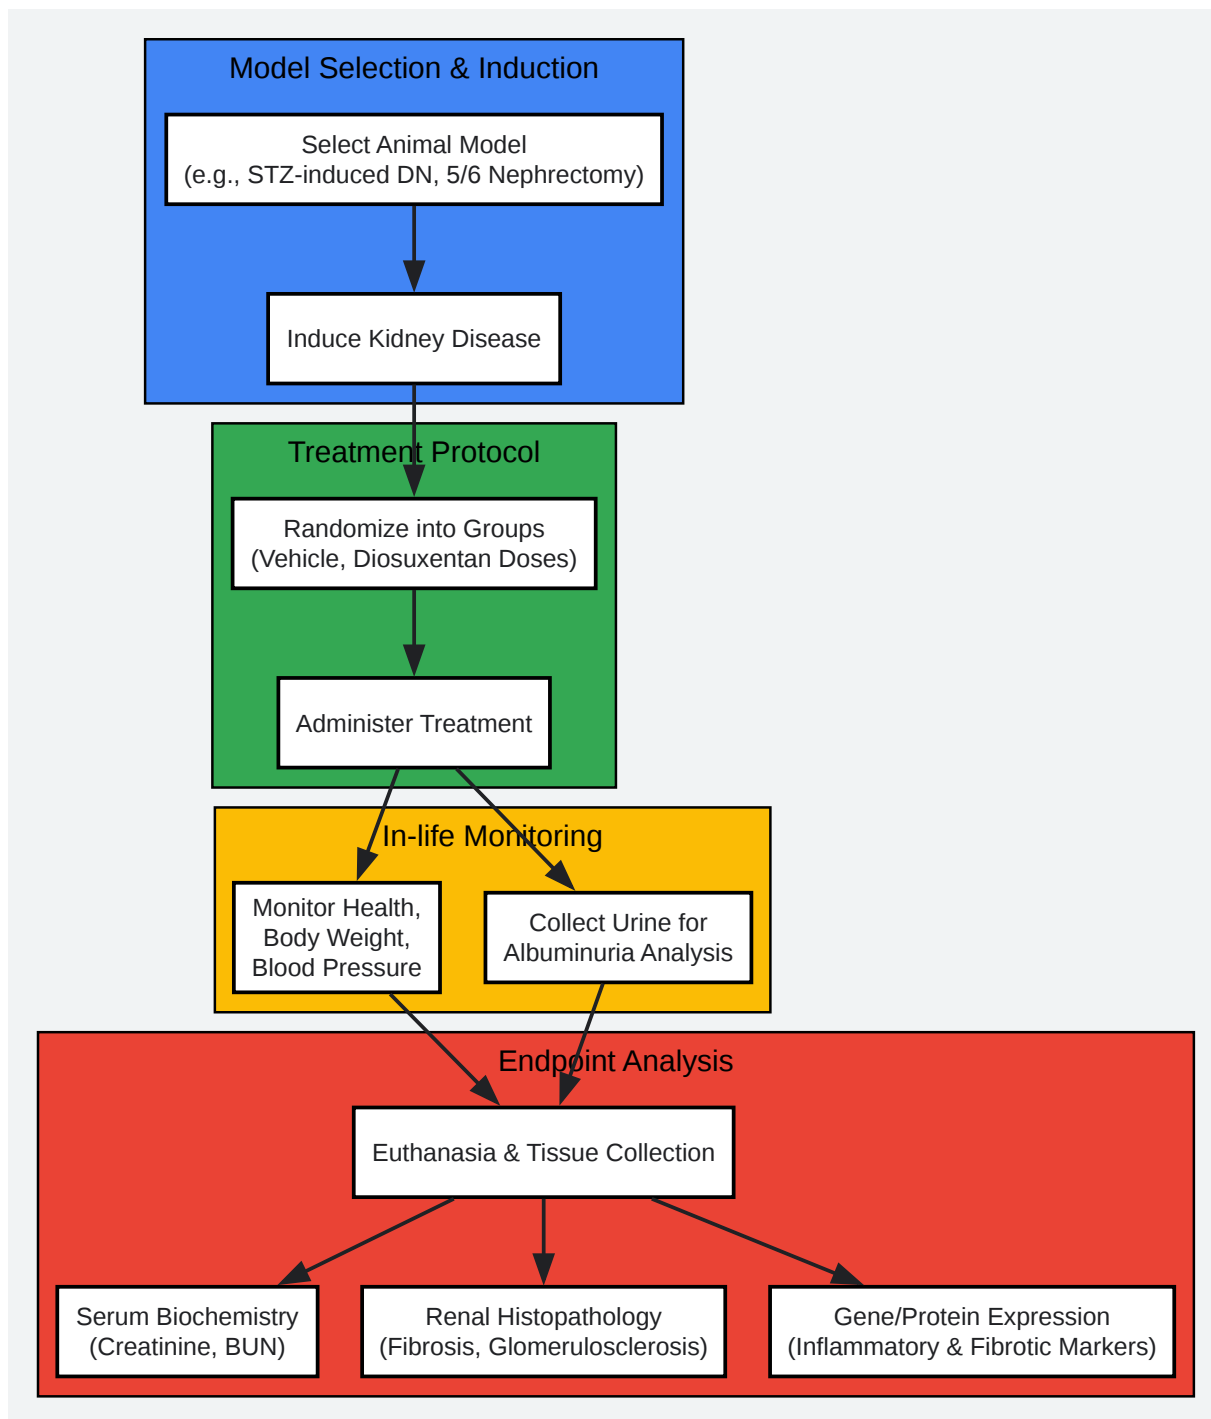 Model Selection & Induction
Select Animal Model
(e.g., STZ-induced DN, 5/6 Nephrectomy)
Induce Kidney Disease
Treatment Protocol
Randomize into Groups
(Vehicle, Diosuxentan Doses)
Administer Treatment
In-life Monitoring
Monitor Health,
Body Weight,
Blood Pressure
Collect Urine for
Albuminuria Analysis
Endpoint Analysis
Euthanasia & Tissue Collection
Serum Biochemistry
(Creatinine, BUN)
Renal Histopathology
(Fibrosis, Glomerulosclerosis)
Gene/Protein Expression
(Inflammatory & Fibrotic Markers)